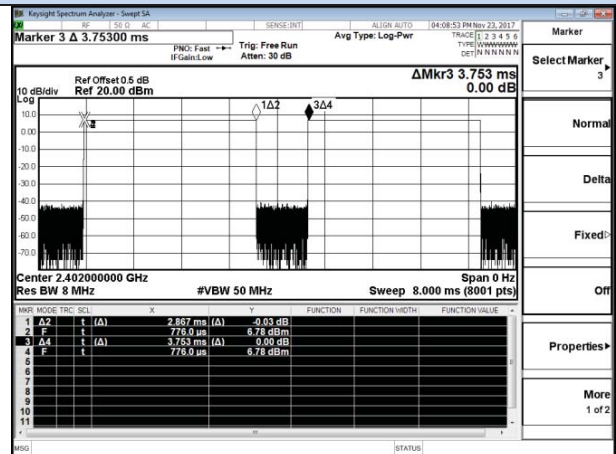 Keysight Spectrum Analyzer - Swept SA
RF 50 Ω AC SENSE:INT ALIGN AUTO 04:08:53 PM Nov 23, 2017
Marker 3 Δ 3.75300 ms
PNO: Fast
IFGain:Low
Trig: Free Run
Atten: 30 dB
Avg Type: Log-Pwr
TRACE 1 2 3 4 5 6
TYPE WWWWWW
DET N N N N N N
Marker
Select Marker
3
Normal
Delta
Fixed
Off
Properties
More
1 of 2
Ref Offset 0.5 dB
10 dB/div Ref 20.00 dBm
Log
ΔMkr3 3.753 ms
0.00 dB
1Δ2
3Δ4
10.0
0.00
-10.0
-20.0
-30.0
-40.0
-50.0
-60.0
-70.0
Center 2.402000000 GHz Span 0 Hz
Res BW 8 MHz #VBW 50 MHz Sweep 8.000 ms (8001 pts)
MKR MODE TRC SCL X Y FUNCTION FUNCTION WIDTH FUNCTION VALUE
1 Δ2 t (Δ) 2.867 ms (Δ) -0.03 dB
2 F t 776.0 µs 6.78 dBm
3 Δ4 t (Δ) 3.753 ms (Δ) 0.00 dB
4 F t 776.0 µs 6.78 dBm
5
6
7
8
9
10
11
MSG STATUS